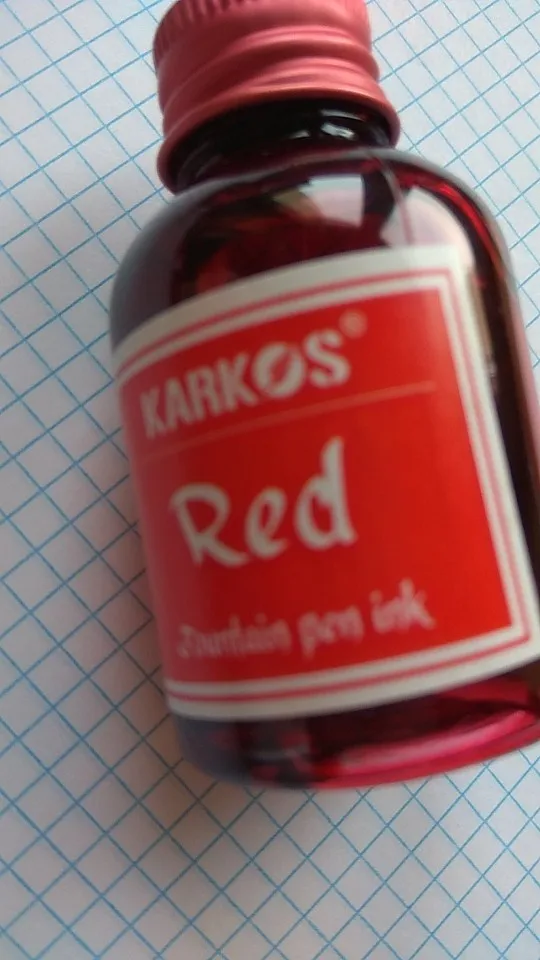 KARKOS®
Red
Fountain pen ink